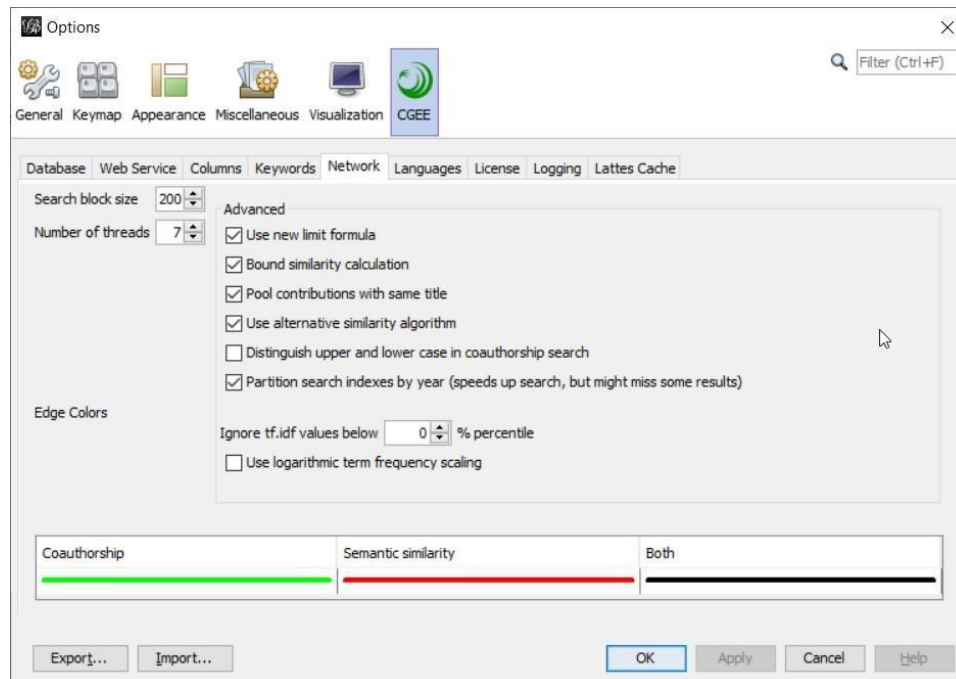 Options
Filter (Ctrl+F)
General Keymap Appearance Miscellaneous Visualization CGEE
Database Web Service Columns Keywords Network Languages License Logging Lattes Cache
Search block size 200
Number of threads 7
Advanced
Use new limit formula
Bound similarity calculation
Pool contributions with same title
Use alternative similarity algorithm
Distinguish upper and lower case in coauthorship search
Partition search indexes by year (speeds up search, but might miss some results)
Edge Colors
Ignore tf.idf values below 0 % percentile
Use logarithmic term frequency scaling
Coauthorship Semantic similarity Both
Export... Import... OK Apply Cancel Help